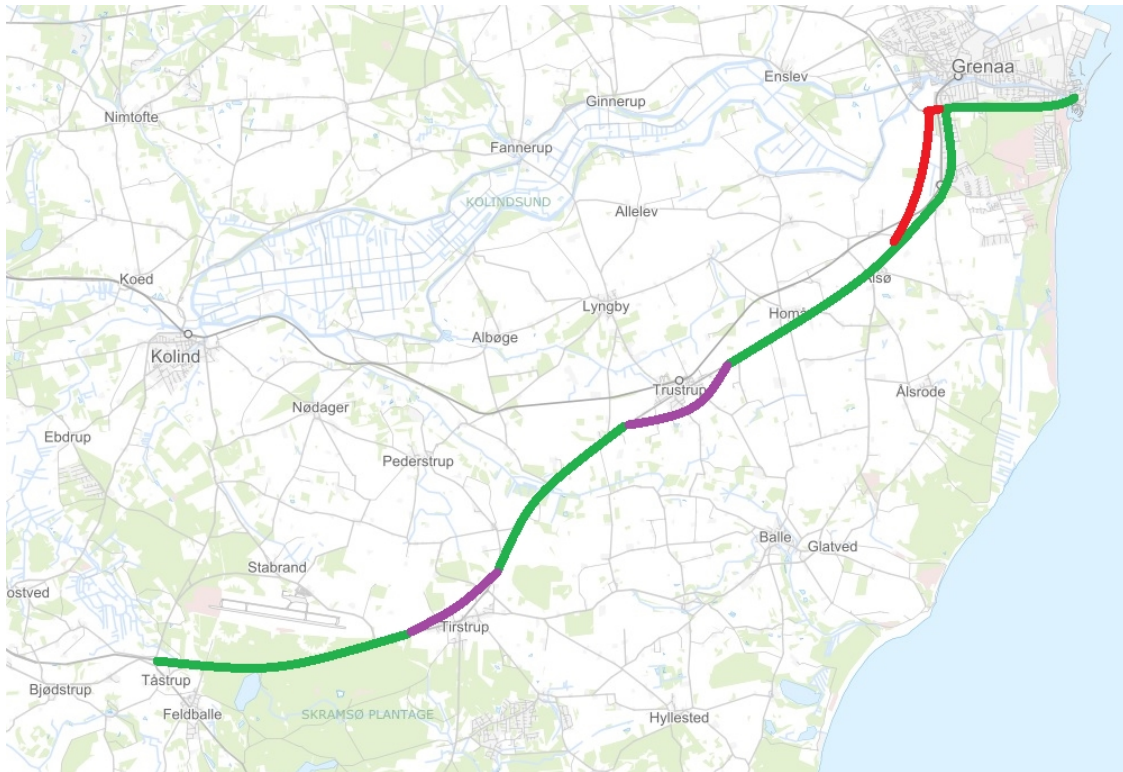 Grenaa
Enslev
Ginnerup
Nimtofte
Fannerup
KOLINDSUND
Allelev
Koed
Ålsø
Lyngby
Homå
Albøge
Kolind
Trustrup
Ålsrode
Nødager
Ebdrup
Pederstrup
Balle
Glatved
Stabrand
ostved
Tirstrup
Tåstrup
Bjødstrup
Feldballe
SKRAMSØ PLANTAGE
Hyllested